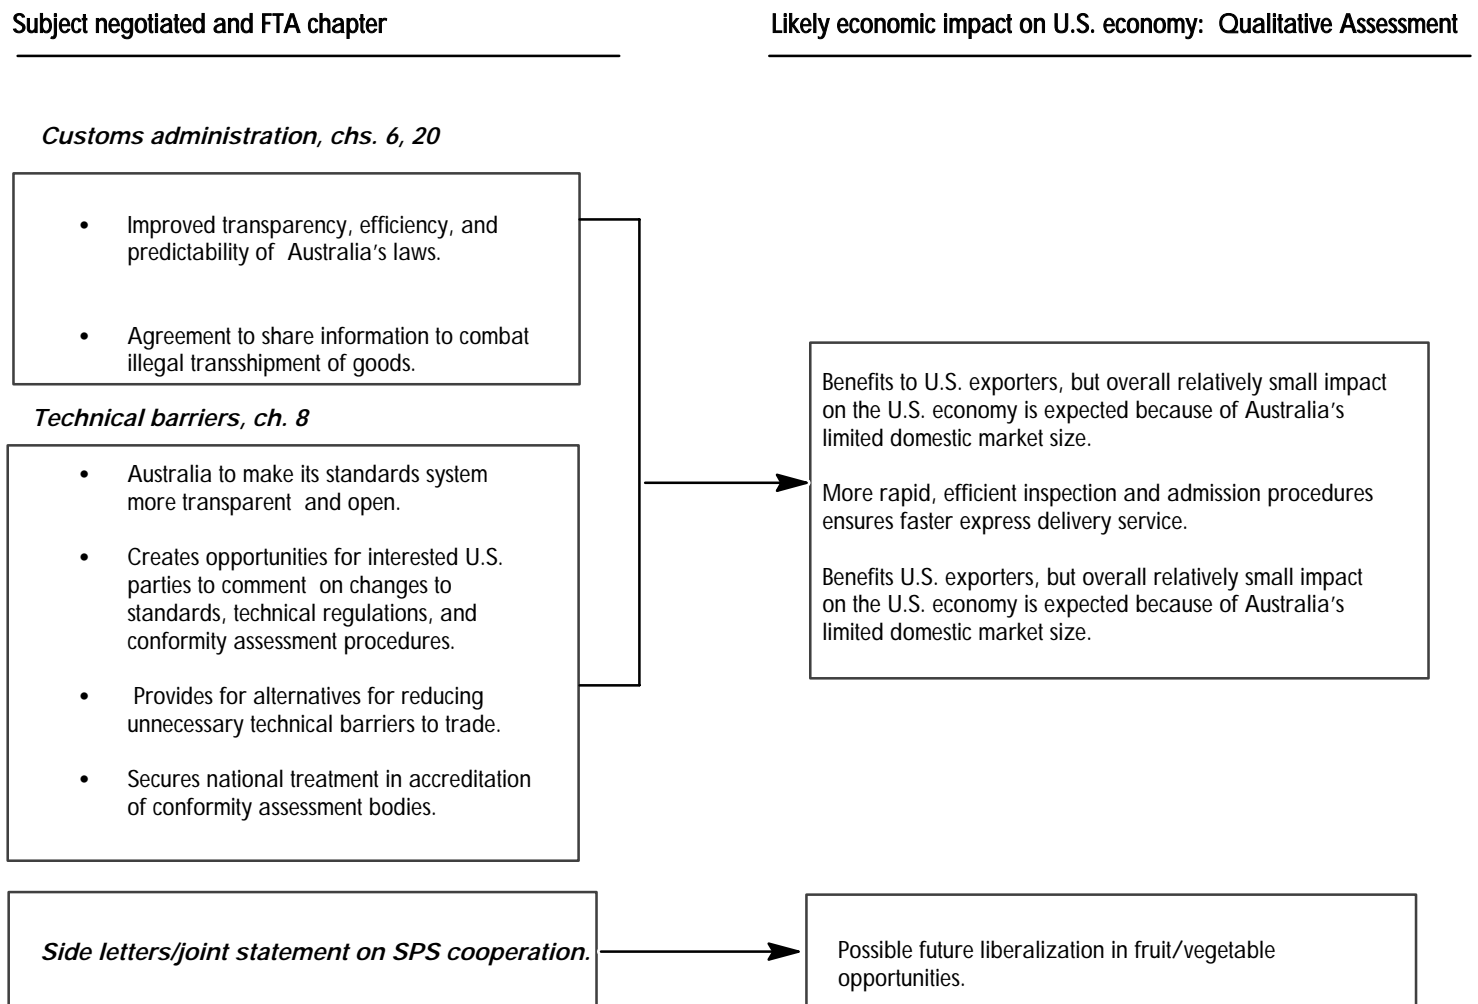 Subject negotiated and FTA chapter
Likely economic impact on U.S. economy: Qualitative Assessment
Customs administration, chs. 6, 20
• Improved transparency, efficiency, and
predictability of Australia’s laws.
• Agreement to share information to combat
illegal transshipment of goods.
Technical barriers, ch. 8
• Australia to make its standards system
more transparent and open.
• Creates opportunities for interested U.S.
parties to comment on changes to
standards, technical regulations, and
conformity assessment procedures.
• Provides for alternatives for reducing
unnecessary technical barriers to trade.
• Secures national treatment in accreditation
of conformity assessment bodies.
Benefits to U.S. exporters, but overall relatively small impact
on the U.S. economy is expected because of Australia’s
limited domestic market size.
More rapid, efficient inspection and admission procedures
ensures faster express delivery service.
Benefits U.S. exporters, but overall relatively small impact
on the U.S. economy is expected because of Australia’s
limited domestic market size.
Side letters/joint statement on SPS cooperation.
Possible future liberalization in fruit/vegetable
opportunities.